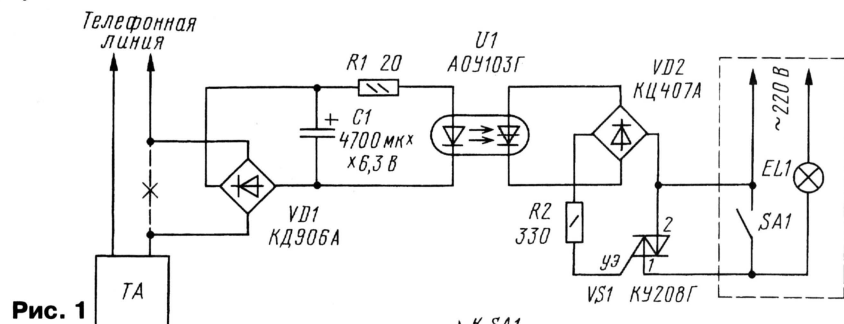 Телефонная
линия
R1 20
U1
АОУ103Г
VD2
КЦ407А
~220 В
+ C1
4700 мк×
×6,3 В
EL1
VD1
КД906А
R2
330
SA1
2
1
УЭ
VS1 КУ208Г
ТА
Рис. 1
К SA1